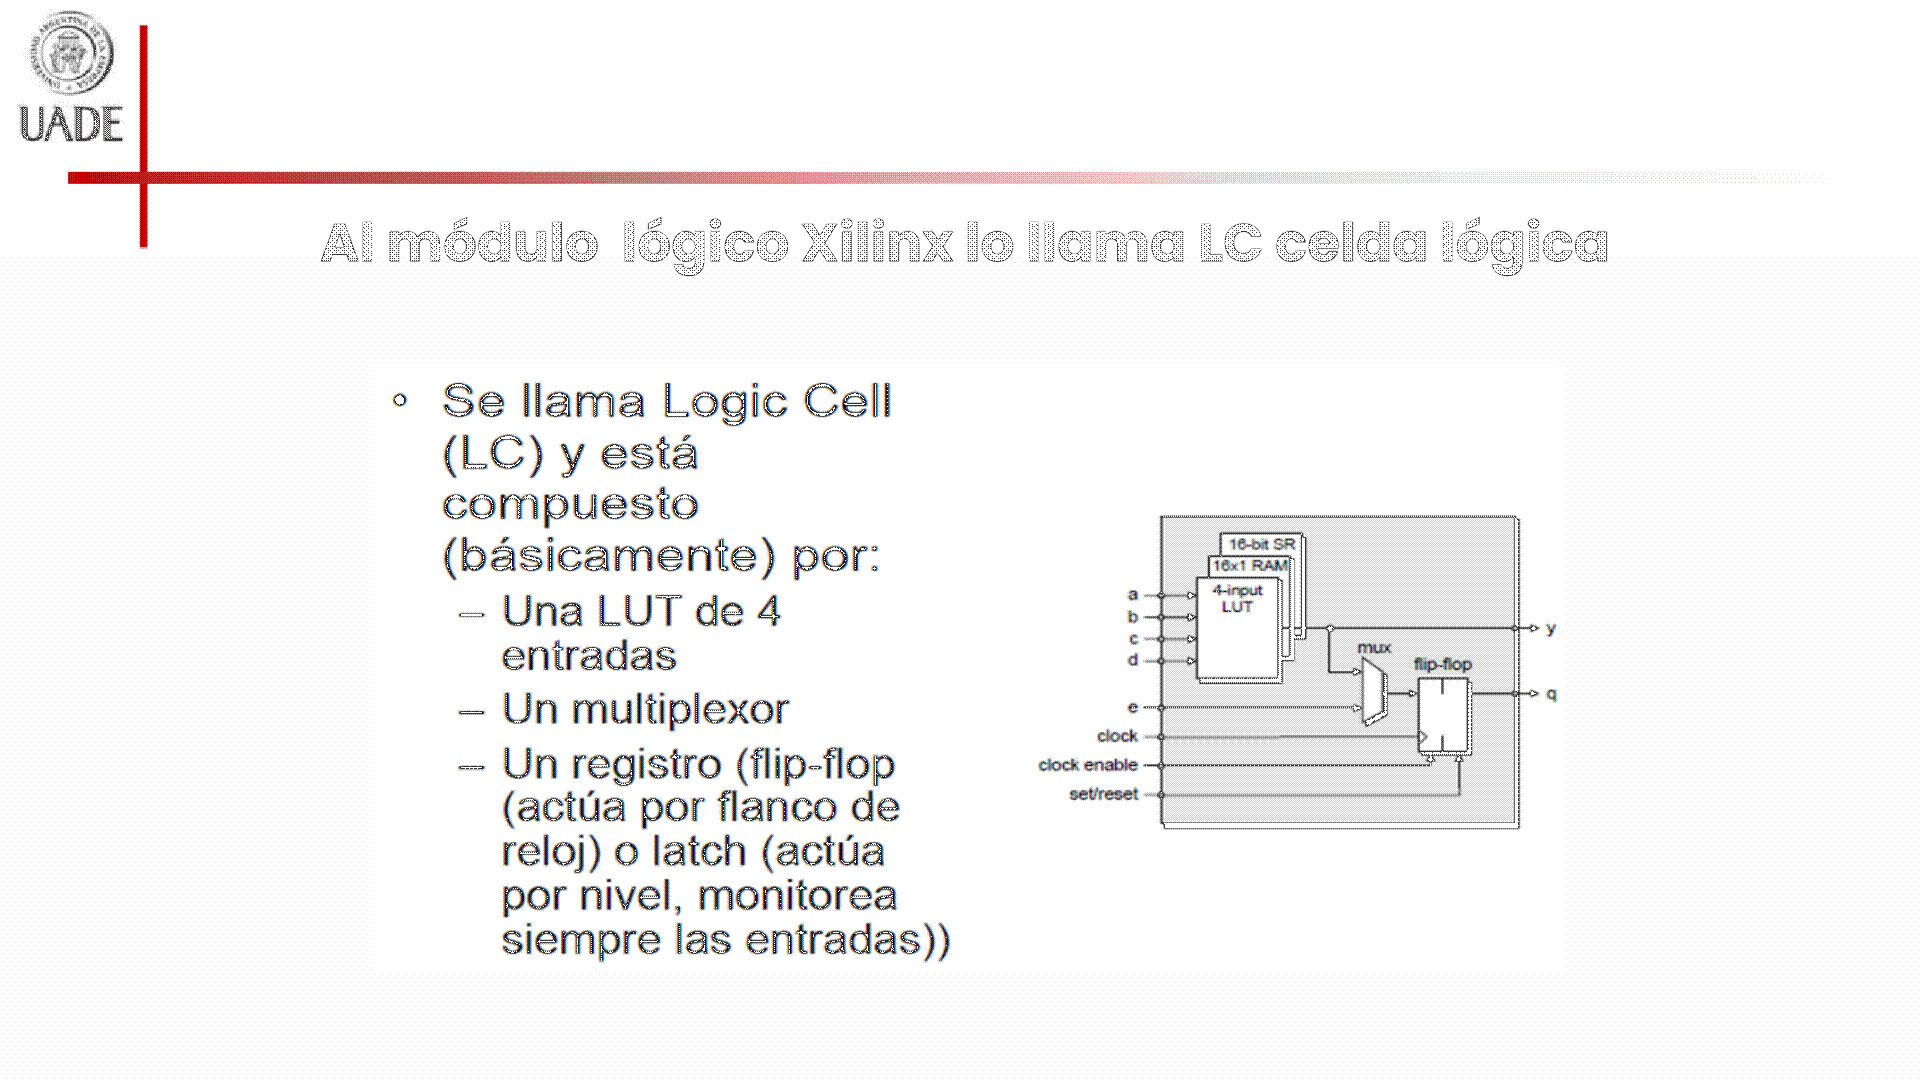 UADE
Al módulo lógico Xilinx lo llama LC celda lógica
• Se llama Logic Cell
(LC) y está
compuesto
(básicamente) por:
– Una LUT de 4
entradas
– Un multiplexor
– Un registro (flip-flop
(actúa por flanco de
reloj) o latch (actúa
por nivel, monitorea
siempre las entradas))
16-bit SR
16x1 RAM
4-input
LUT
a
b
c
d
e
clock
clock enable
set/reset
mux
flip-flop
y
q